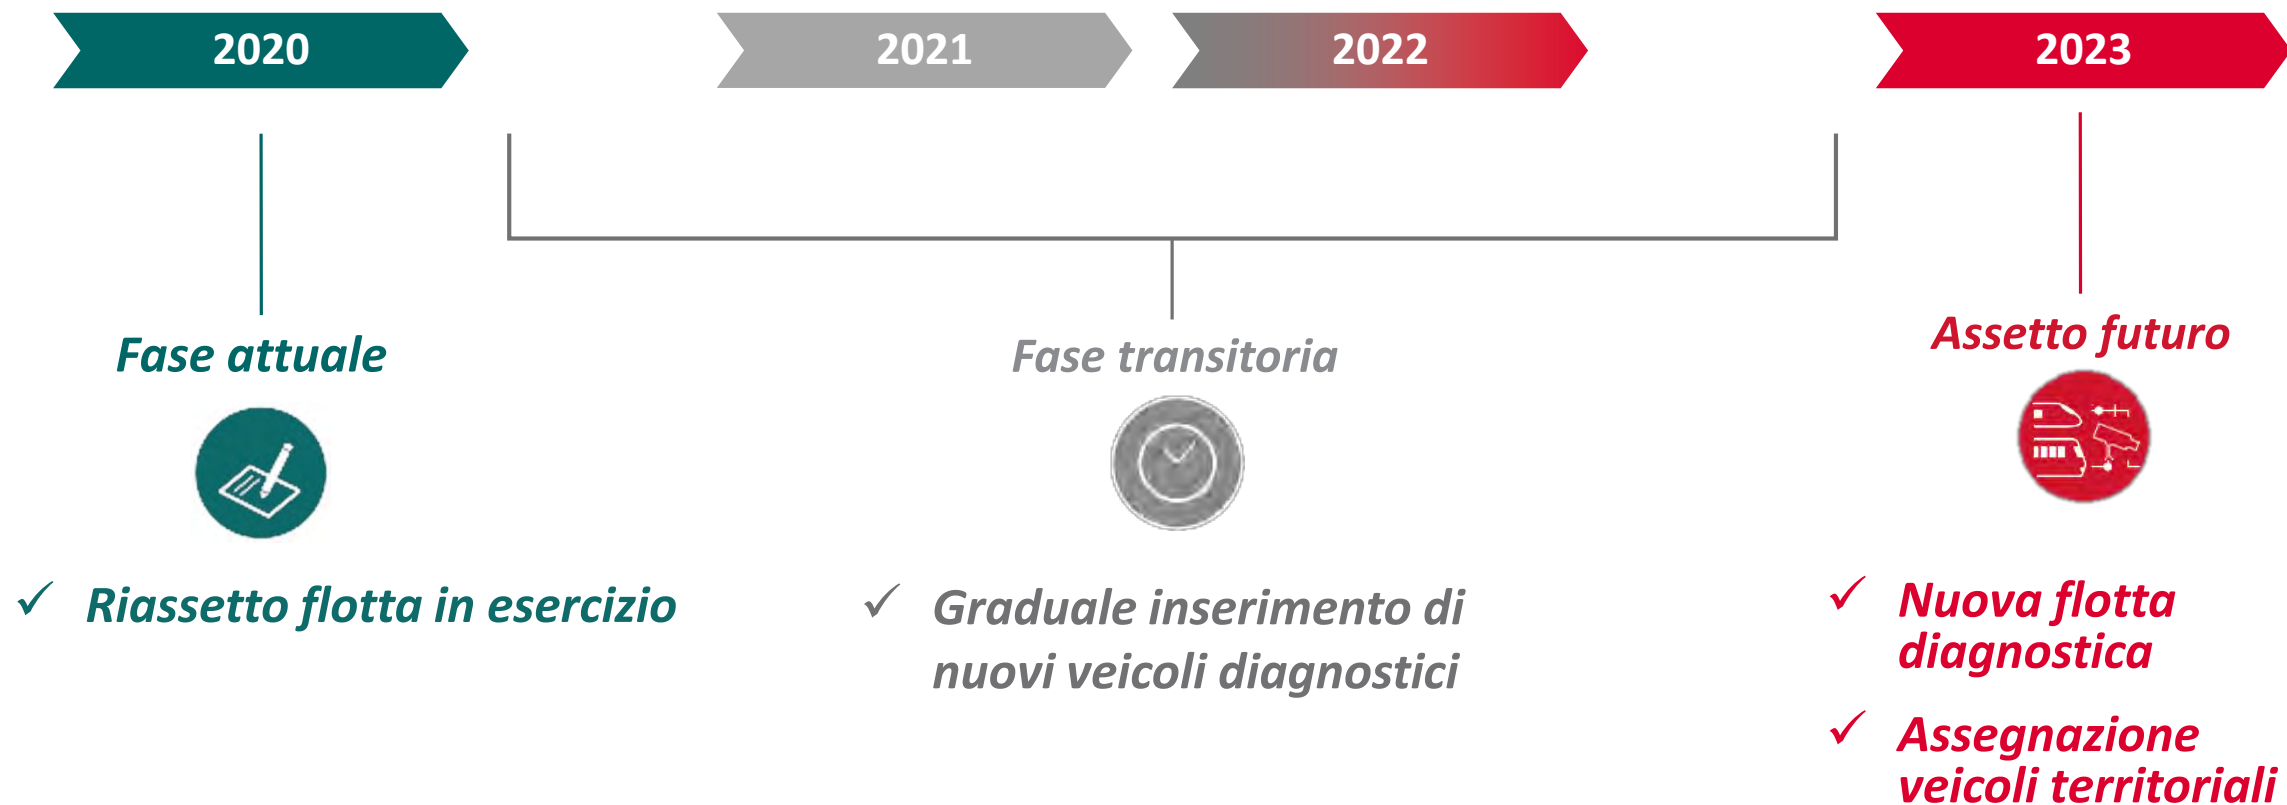 2020
2021
2022
2023
Fase attuale
Fase transitoria
Assetto futuro
✓ Riassetto flotta in esercizio
✓ Graduale inserimento di
nuovi veicoli diagnostici
✓ Nuova flotta
diagnostica
✓ Assegnazione
veicoli territoriali